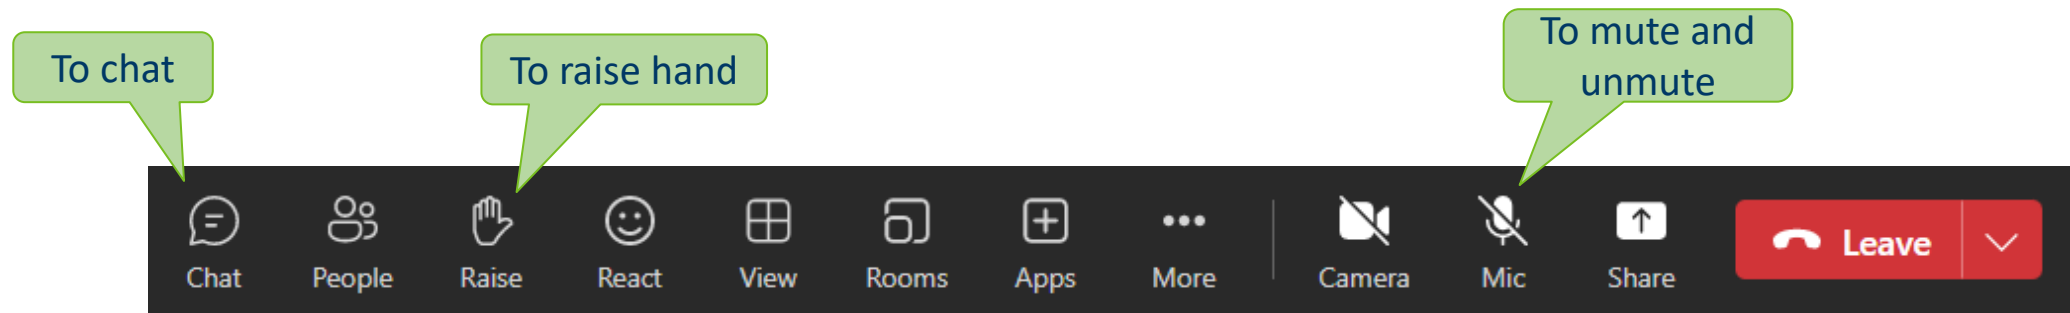 To chat
To raise hand
To mute and
unmute
Chat
People
Raise
React
View
Rooms
Apps
More
Camera
Mic
Share
Leave